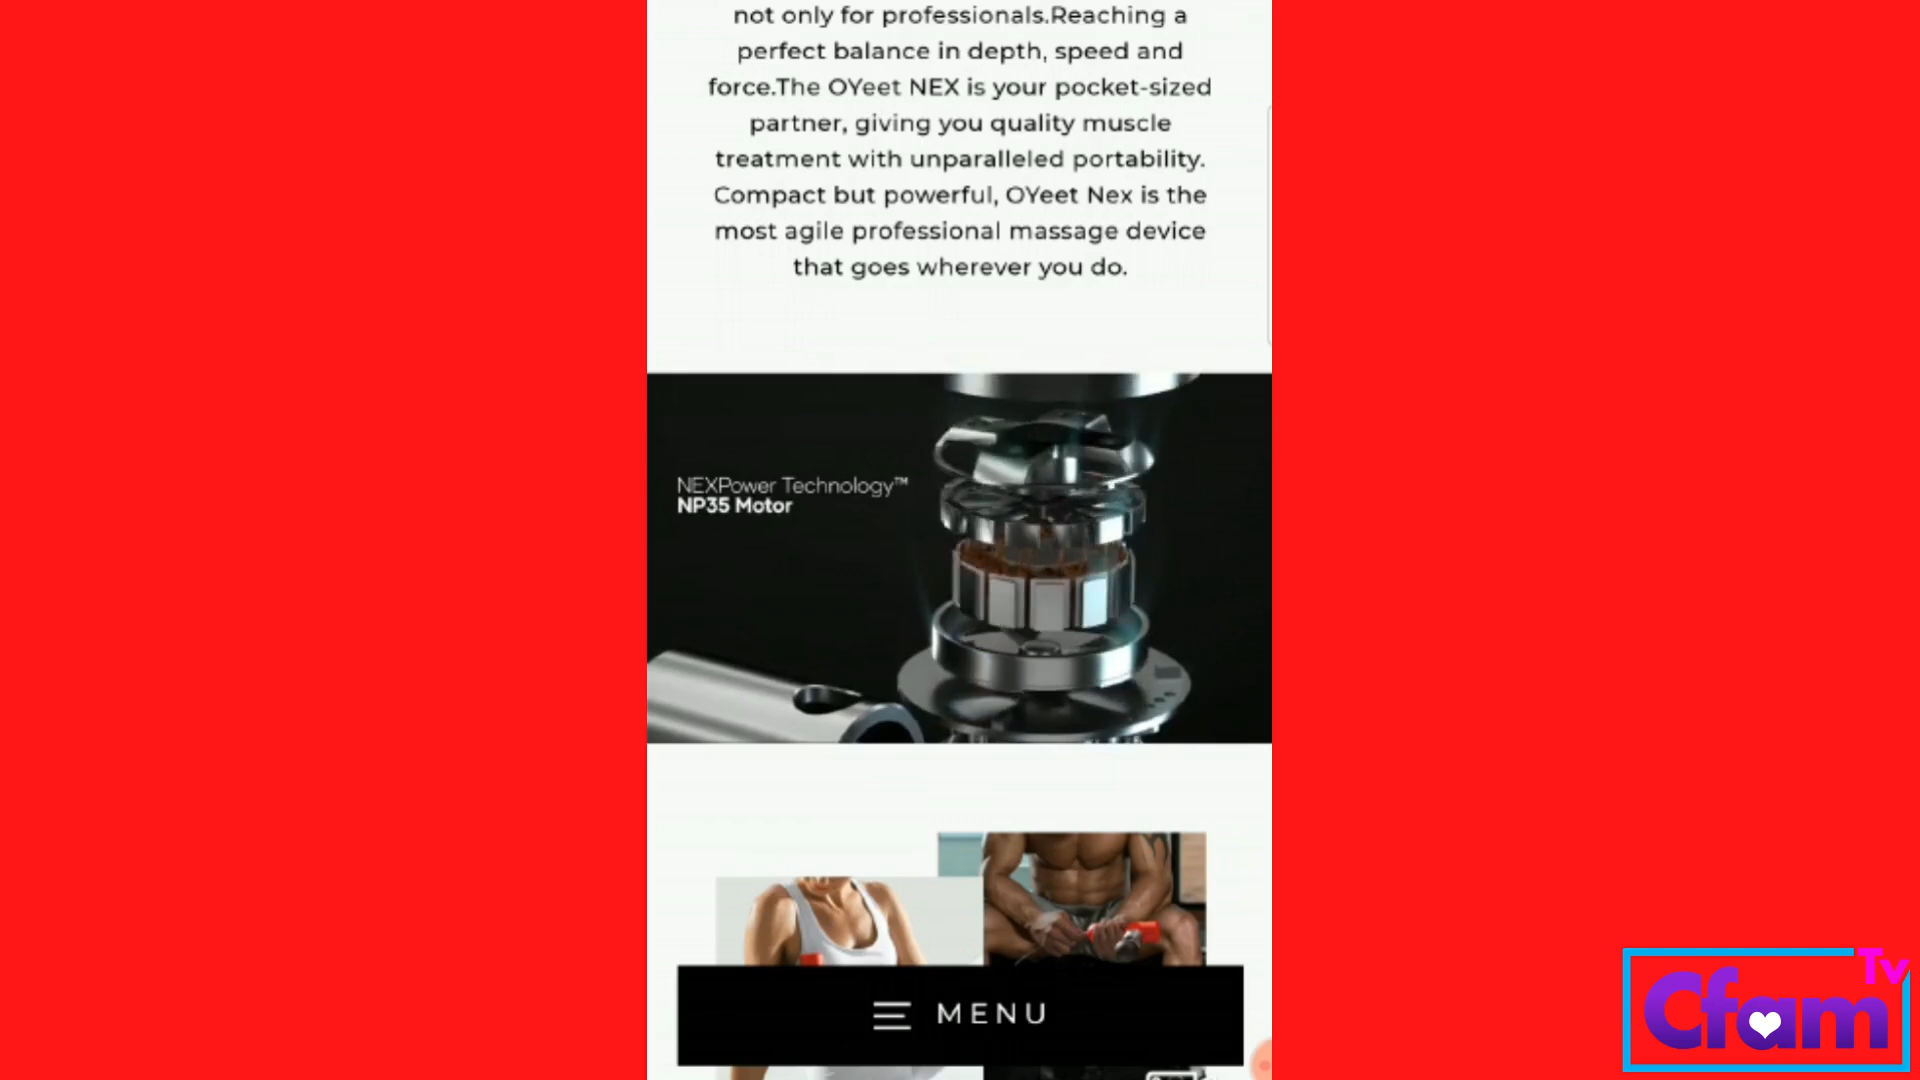 not only for professionals.Reaching a
perfect balance in depth, speed and
force.The OYeet NEX is your pocket-sized
partner, giving you quality muscle
treatment with unparalleled portability.
Compact but powerful, OYeet Nex is the
most agile professional massage device
that goes wherever you do.
NEXPower Technology™
NP35 Motor
MENU
Tv
Cfam